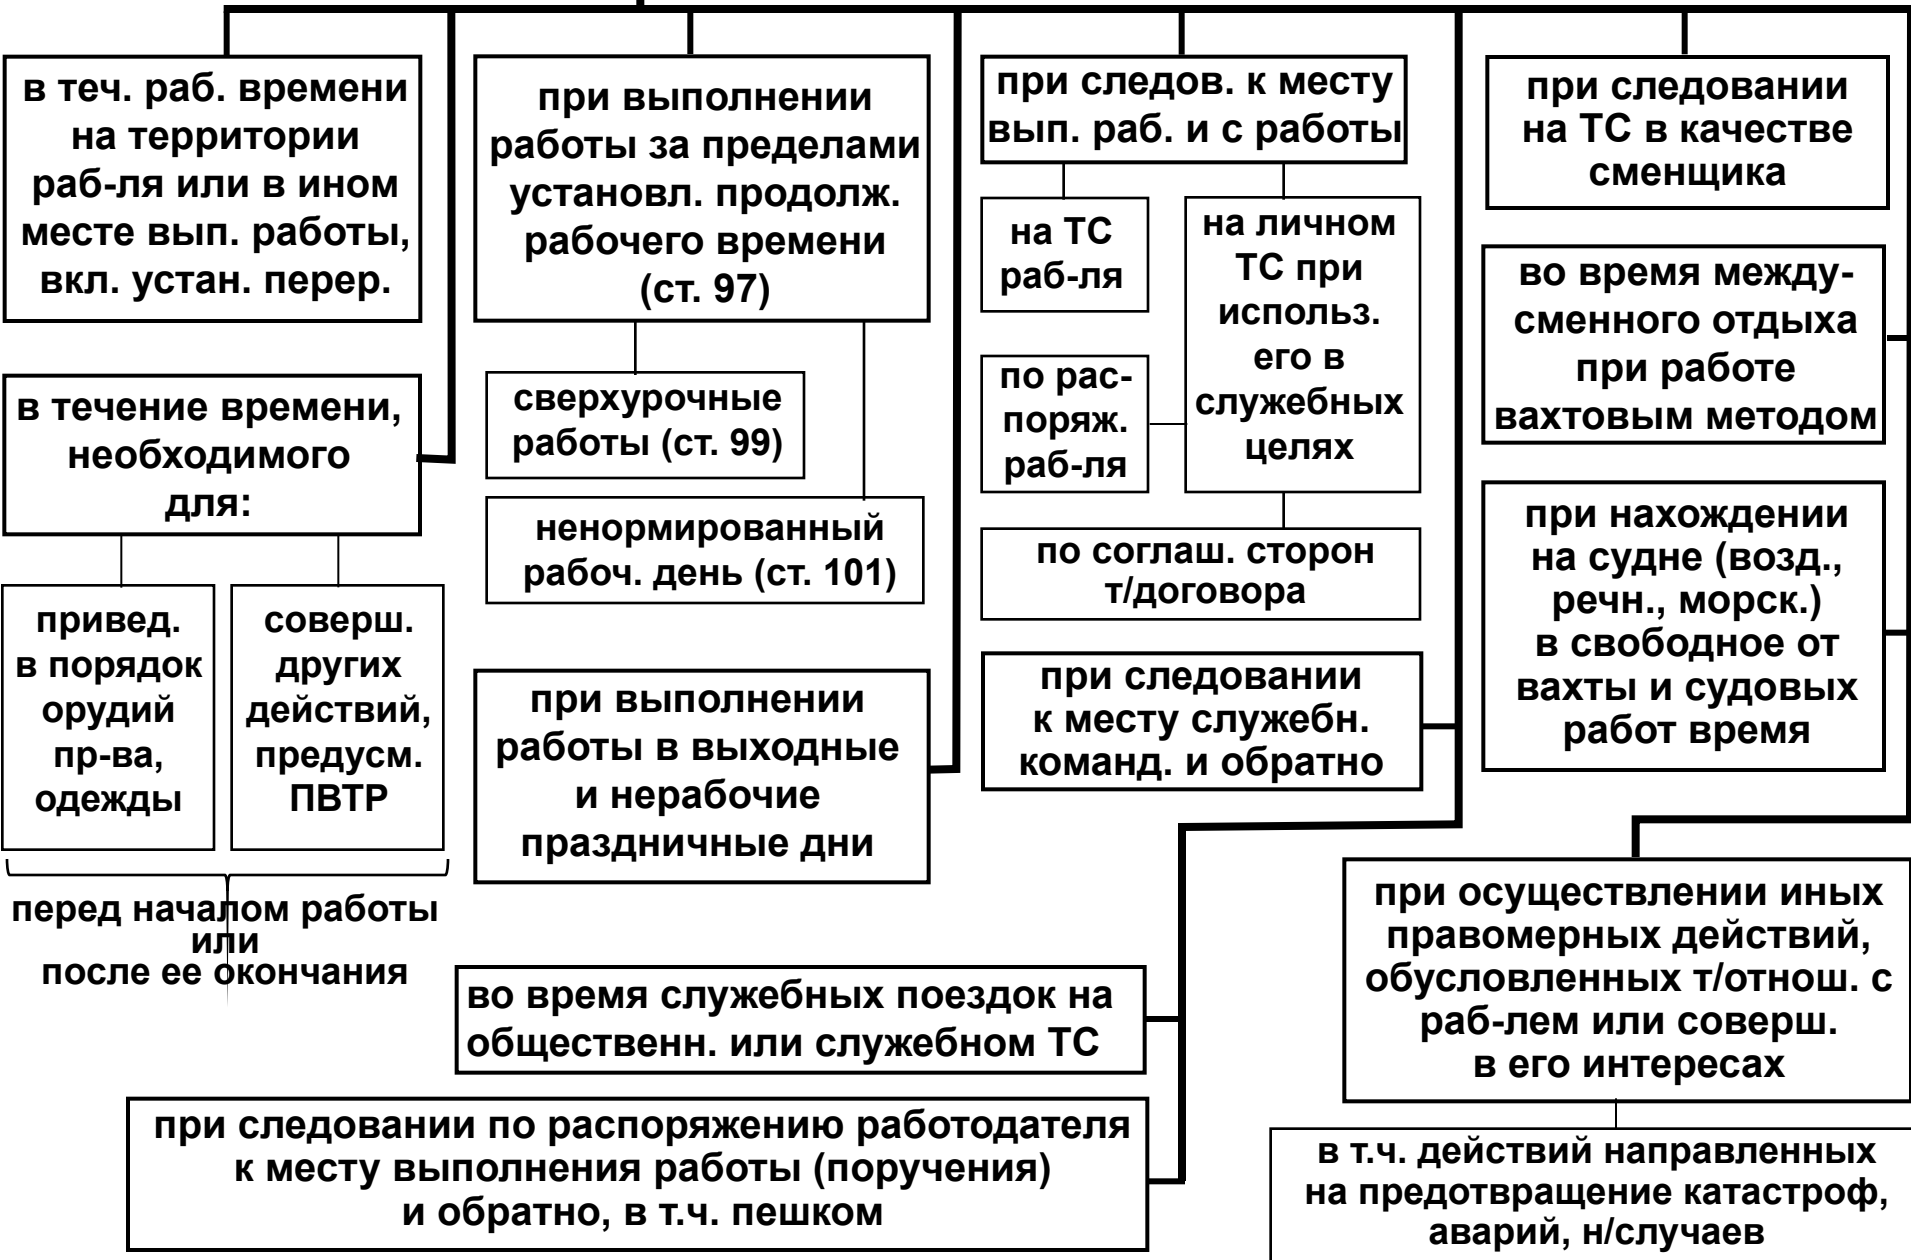 в теч. раб. времени
на территории
раб-ля или в ином
месте вып. работы,
вкл. устан. перер.
в течение времени,
необходимого
для:
привед.
в порядок
орудий
пр-ва,
одежды
соверш.
других
действий,
предусм.
ПВТР
перед началом работы
или
после ее окончания
при выполнении
работы за пределами
установл. продолж.
рабочего времени
(ст. 97)
сверхурочные
работы (ст. 99)
ненормированный
рабоч. день (ст. 101)
при выполнении
работы в выходные
и нерабочие
праздничные дни
при следов. к месту
вып. раб. и с работы
на ТС
раб-ля
по рас-
поряж.
раб-ля
на личном
ТС при
использ.
его в
служебных
целях
по соглаш. сторон
т/договора
при следовании
к месту служебн.
команд. и обратно
во время служебных поездок на
общественн. или служебном ТС
при следовании по распоряжению работодателя
к месту выполнения работы (поручения)
и обратно, в т.ч. пешком
при следовании
на ТС в качестве
сменщика
во время между-
сменного отдыха
при работе
вахтовым методом
при нахождении
на судне (возд.,
речн., морск.)
в свободное от
вахты и судовых
работ время
при осуществлении иных
правомерных действий,
обусловленных т/отнош. с
раб-лем или соверш.
в его интересах
в т.ч. действий направленных
на предотвращение катастроф,
аварий, н/случаев